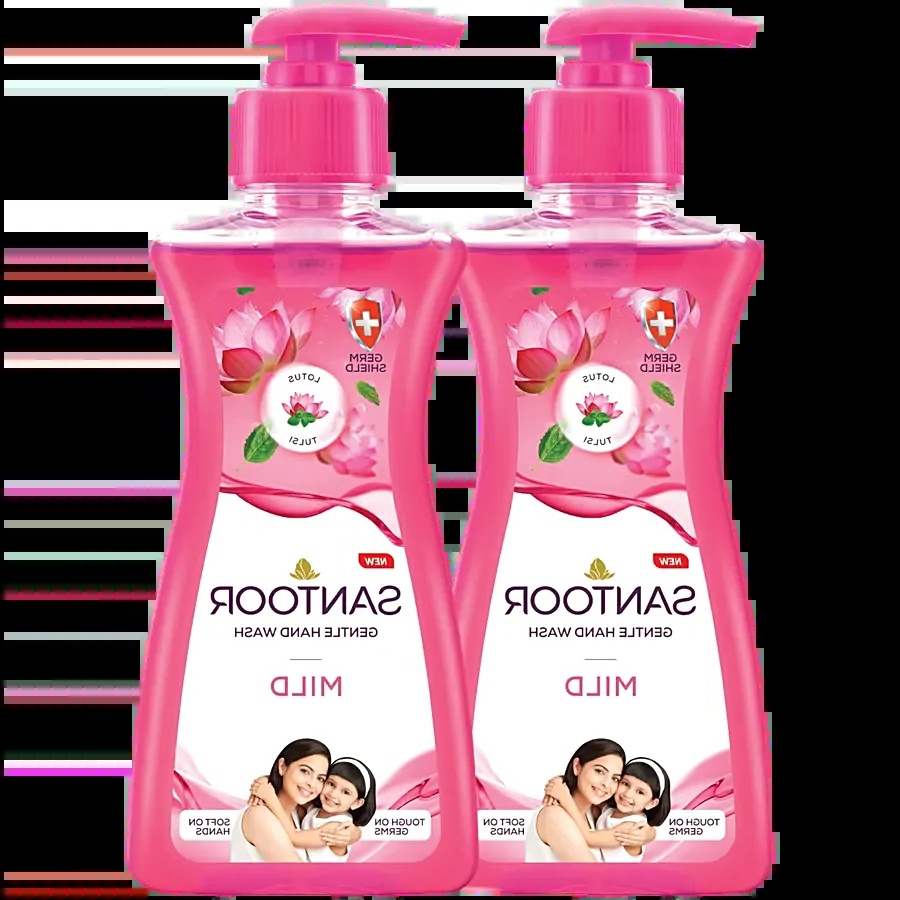 GERM
SHIELD
LOTUS
TULSI
NEW
SANTOOR
GENTLE HAND WASH
MILD
TOUGH ON
GERMS
SOFT ON
HANDS
GERM
SHIELD
LOTUS
TULSI
NEW
SANTOOR
GENTLE HAND WASH
MILD
TOUGH ON
GERMS
SOFT ON
HANDS